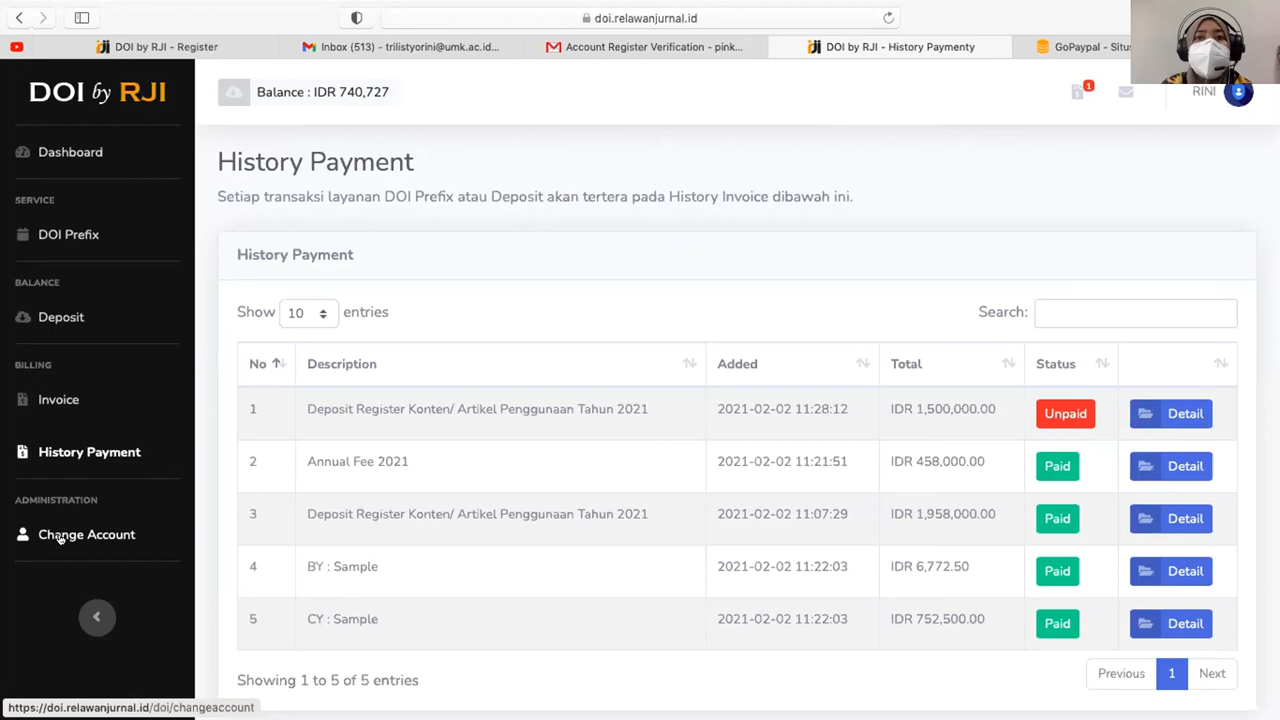 doi.relawanjurnal.id
DOI by RJI - Register
Inbox (513) - trilistyorini@umk.ac.id...
Account Register Verification - pink...
DOI by RJI - History Paymenty
GoPaypal - Situs
DOI by RJI
Balance : IDR 740,727
1
RINI
Dashboard
SERVICE
DOI Prefix
BALANCE
Deposit
BILLING
Invoice
History Payment
ADMINISTRATION
Change Account
History Payment
Setiap transaksi layanan DOI Prefix atau Deposit akan tertera pada History Invoice dibawah ini.
History Payment
Show 10 entries
Search:
No Description Added Total Status
1 Deposit Register Konten/ Artikel Penggunaan Tahun 2021 2021-02-02 11:28:12 IDR 1,500,000.00 Unpaid Detail
2 Annual Fee 2021 2021-02-02 11:21:51 IDR 458,000.00 Paid Detail
3 Deposit Register Konten/ Artikel Penggunaan Tahun 2021 2021-02-02 11:07:29 IDR 1,958,000.00 Paid Detail
4 BY : Sample 2021-02-02 11:22:03 IDR 6,772.50 Paid Detail
5 CY : Sample 2021-02-02 11:22:03 IDR 752,500.00 Paid Detail
Showing 1 to 5 of 5 entries
Previous 1 Next
https://doi.relawanjurnal.id/doi/changeaccount